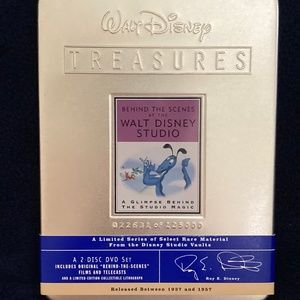 WALT DISNEY
TREASURES
BEHIND THE SCENES
AT THE
WALT DISNEY
STUDIO
A GLIMPSE BEHIND
THE STUDIO MAGIC
A Limited Series of Select Rare Material
From the Disney Studio Vaults
A 2-DISC DVD SET
INCLUDES ORIGINAL "BEHIND-THE-SCENES"
FILMS AND TELECASTS
AND A LIMITED-EDITION COLLECTIBLE LITHOGRAPH
Roy E. Disney
Released Between 1937 and 1957